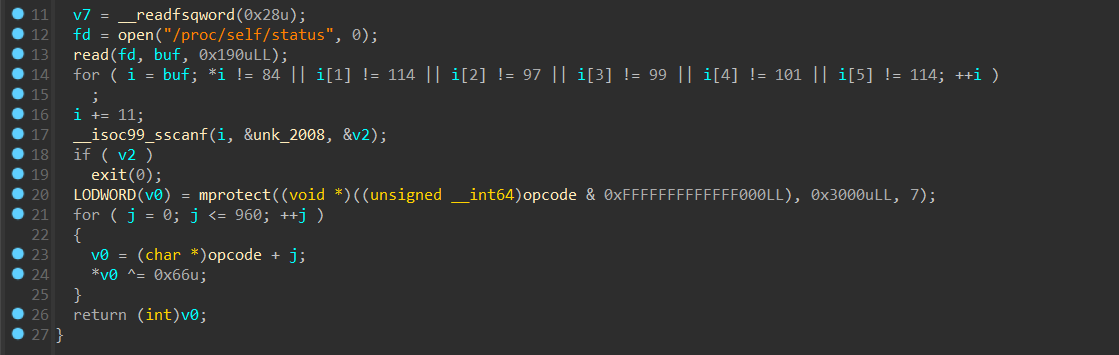 11 v7 = __readfsqword(0x28u);
12 fd = open("/proc/self/status", 0);
13 read(fd, buf, 0x190uLL);
14 for ( i = buf; *i != 84 || i[1] != 114 || i[2] != 97 || i[3] != 99 || i[4] != 101 || i[5] != 114; ++i )
15 ;
16 i += 11;
17 __isoc99_sscanf(i, &unk_2008, &v2);
18 if ( v2 )
19 exit(0);
20 LODWORD(v0) = mprotect((void *)((unsigned __int64)opcode & 0xFFFFFFFFFFFFF000LL), 0x3000uLL, 7);
21 for ( j = 0; j <= 960; ++j )
22 {
23 v0 = (char *)opcode + j;
24 *v0 ^= 0x66u;
25 }
26 return (int)v0;
27 }